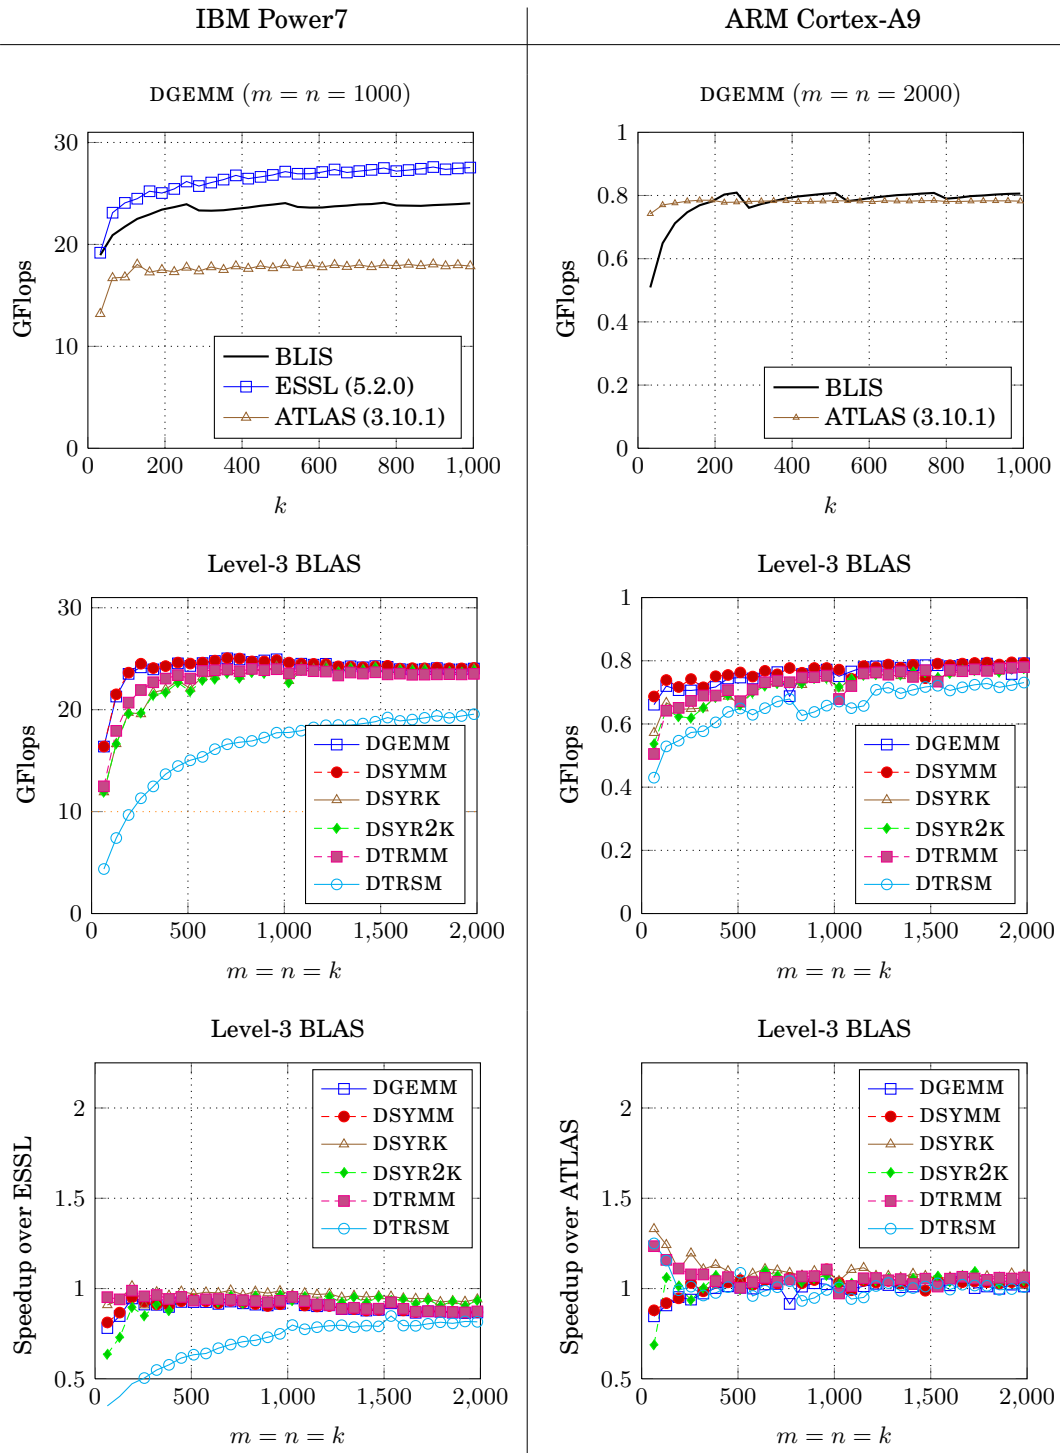 IBM Power7
ARM Cortex-A9
DGEMM (m = n = 1000)
30
20
10
0
GFlops
BLIS
ESSL (5.2.0)
ATLAS (3.10.1)
0 200 400 600 800 1,000
k
DGEMM (m = n = 2000)
1
0.8
0.6
0.4
0.2
0
GFlops
BLIS
ATLAS (3.10.1)
0 200 400 600 800 1,000
k
Level-3 BLAS
30
20
10
0
GFlops
DGEMM
DSYMM
DSYRK
DSYR2K
DTRMM
DTRSM
0 500 1,000 1,500 2,000
m = n = k
Level-3 BLAS
1
0.8
0.6
0.4
0.2
0
GFlops
DGEMM
DSYMM
DSYRK
DSYR2K
DTRMM
DTRSM
0 500 1,000 1,500 2,000
m = n = k
Level-3 BLAS
2
1.5
1
0.5
Speedup over ESSL
DGEMM
DSYMM
DSYRK
DSYR2K
DTRMM
DTRSM
0 500 1,000 1,500 2,000
m = n = k
Level-3 BLAS
2
1.5
1
0.5
Speedup over ATLAS
DGEMM
DSYMM
DSYRK
DSYR2K
DTRMM
DTRSM
0 500 1,000 1,500 2,000
m = n = k